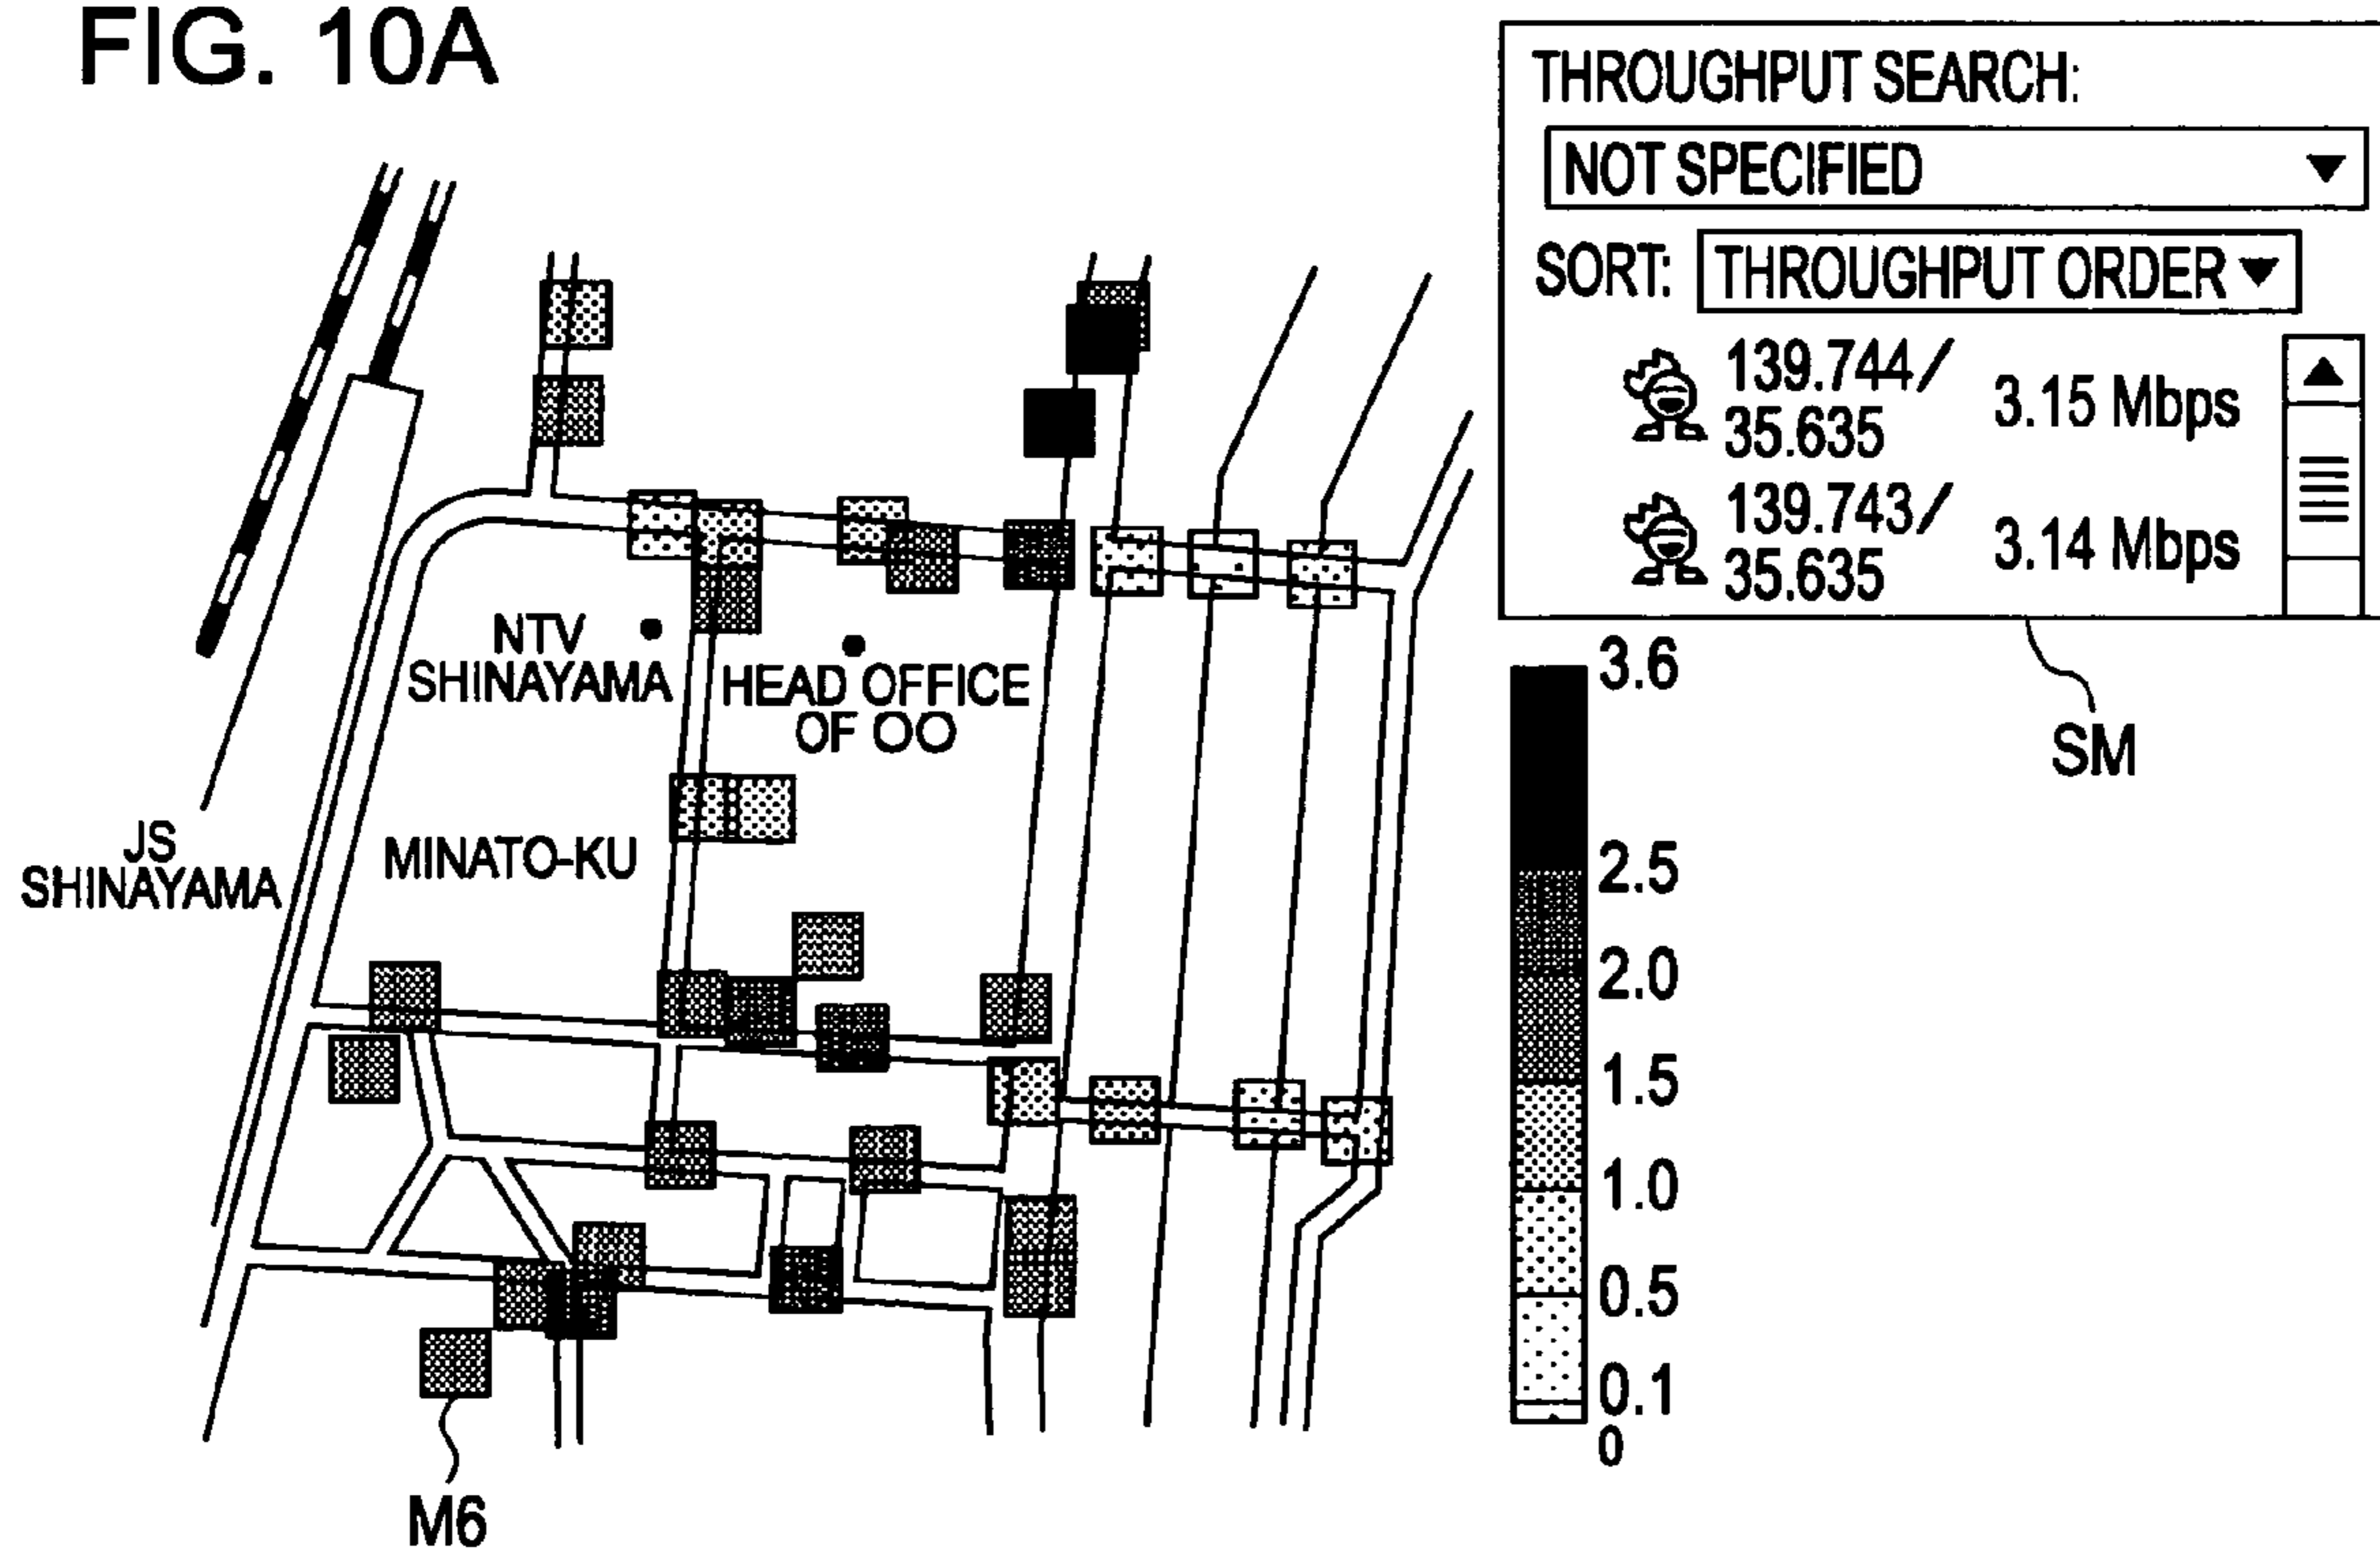 FIG. 10A
THROUGHPUT SEARCH:
NOT SPECIFIED
SORT: THROUGHPUT ORDER
139.744/
35.635
3.15 Mbps
139.743/
35.635
3.14 Mbps
SM
3.6
2.5
2.0
1.5
1.0
0.5
0.1
0
NTV
SHINAYAMA
HEAD OFFICE
OF OO
JS
SHINAYAMA
MINATO-KU
M6